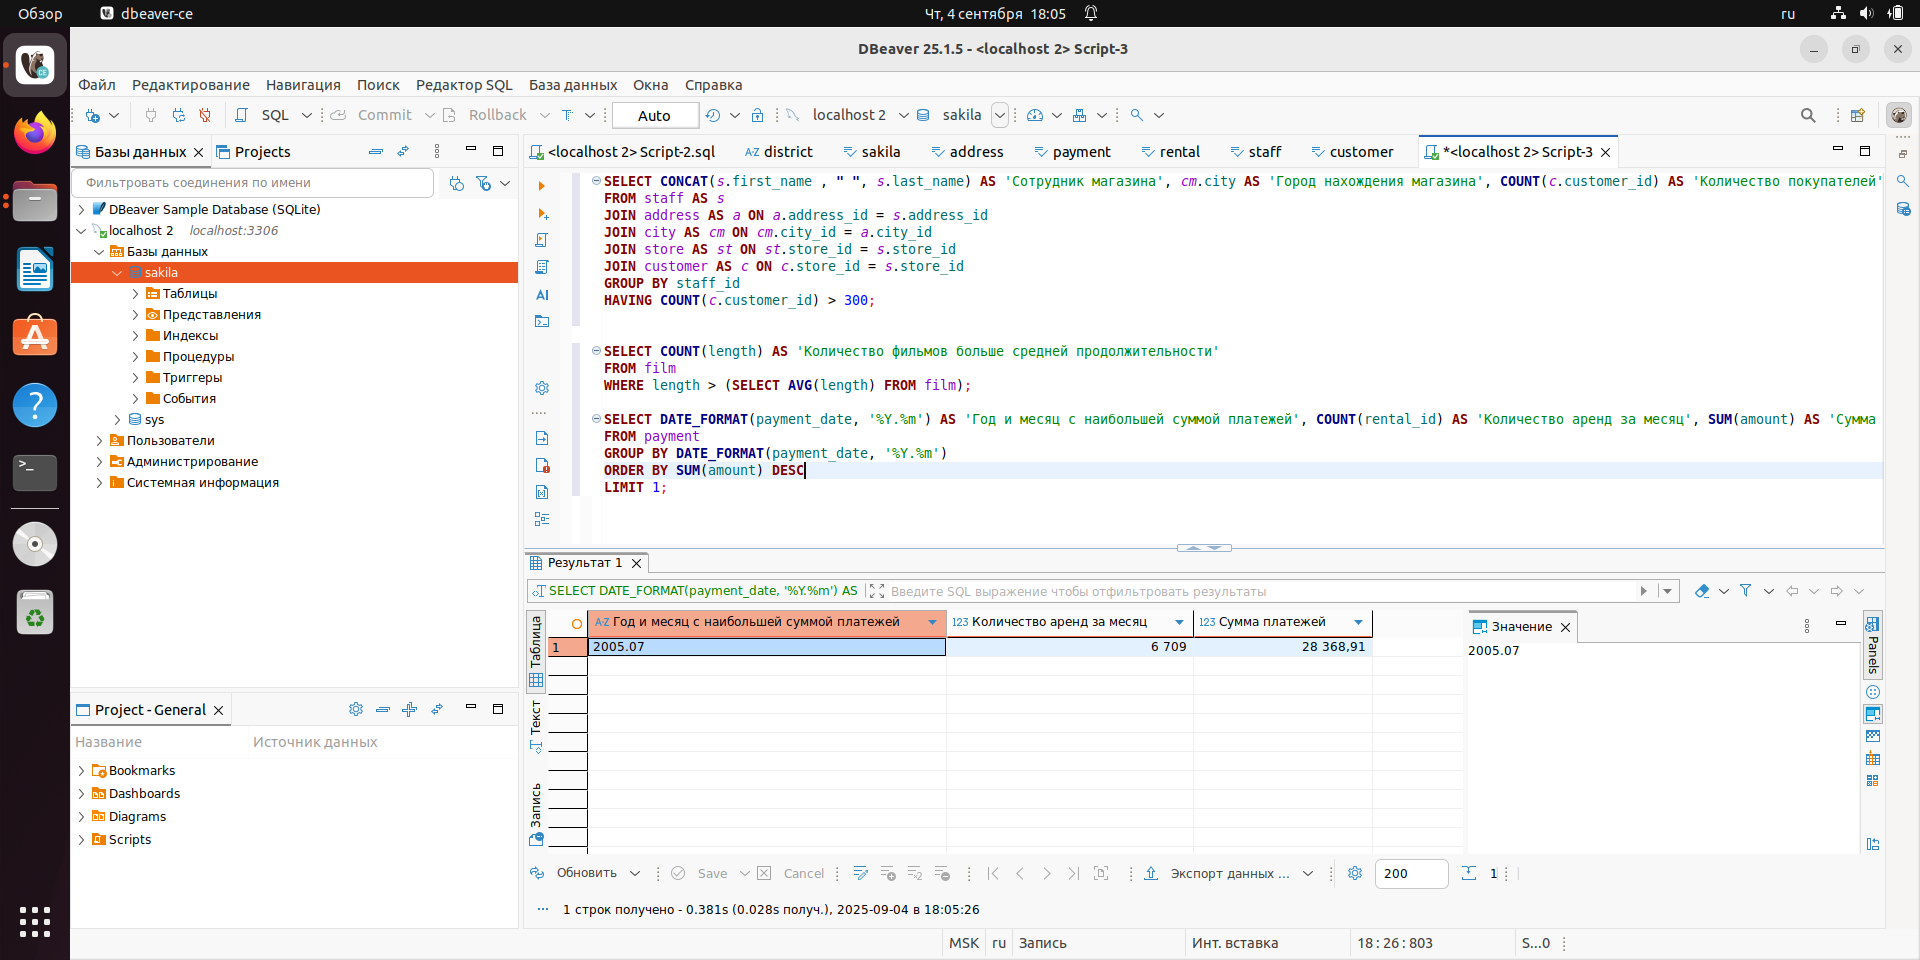 Обзор
dbeaver-ce
Чт, 4 сентября 18:05
ru
DBeaver 25.1.5 - <localhost 2> Script-3
Файл Редактирование Навигация Поиск Редактор SQL База данных Окна Справка
SQL Commit Rollback Auto localhost 2 sakila
Базы данных Projects
Фильтровать соединения по имени
DBeaver Sample Database (SQLite)
localhost 2 localhost:3306
Базы данных
sakila
Таблицы
Представления
Индексы
Процедуры
Триггеры
События
sys
Пользователи
Администрирование
Системная информация
Project - General
Название Источник данных
Bookmarks
Dashboards
Diagrams
Scripts
<localhost 2> Script-2.sql district sakila address payment rental staff customer *<localhost 2> Script-3
SELECT CONCAT(s.first_name , " ", s.last_name) AS 'Сотрудник магазина', cm.city AS 'Город нахождения магазина', COUNT(c.customer_id) AS 'Количество покупателей'
FROM staff AS s
JOIN address AS a ON a.address_id = s.address_id
JOIN city AS cm ON cm.city_id = a.city_id
JOIN store AS st ON st.store_id = s.store_id
JOIN customer AS c ON c.store_id = s.store_id
GROUP BY staff_id
HAVING COUNT(c.customer_id) > 300;
SELECT COUNT(length) AS 'Количество фильмов больше средней продолжительности'
FROM film
WHERE length > (SELECT AVG(length) FROM film);
SELECT DATE_FORMAT(payment_date, '%Y.%m') AS 'Год и месяц с наибольшей суммой платежей', COUNT(rental_id) AS 'Количество аренд за месяц', SUM(amount) AS 'Сумма
FROM payment
GROUP BY DATE_FORMAT(payment_date, '%Y.%m')
ORDER BY SUM(amount) DESC
LIMIT 1;
Результат 1
SELECT DATE_FORMAT(payment_date, '%Y.%m') AS Введите SQL выражение чтобы отфильтровать результаты
Таблица
Текст
Запись
A-Z Год и месяц с наибольшей суммой платежей 123 Количество аренд за месяц 123 Сумма платежей
1 2005.07 6 709 28 368,91
Значение
2005.07
Panels
Обновить Save Cancel Экспорт данных ... 200 1
... 1 строк получено - 0.381s (0.028s получ.), 2025-09-04 в 18:05:26
MSK ru Запись Инт. вставка 18 : 26 : 803 S...0